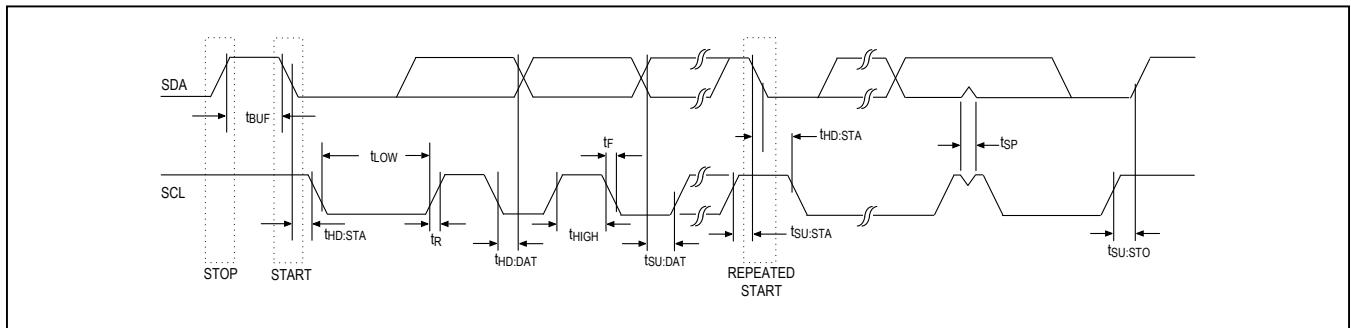 SDA
tBUF
tLOW
tF
tHD:STA
tSP
SCL
tHD:STA
tR
tHD:DAT
tHIGH
tSU:DAT
tSU:STA
tSU:STO
STOP
START
REPEATED
START